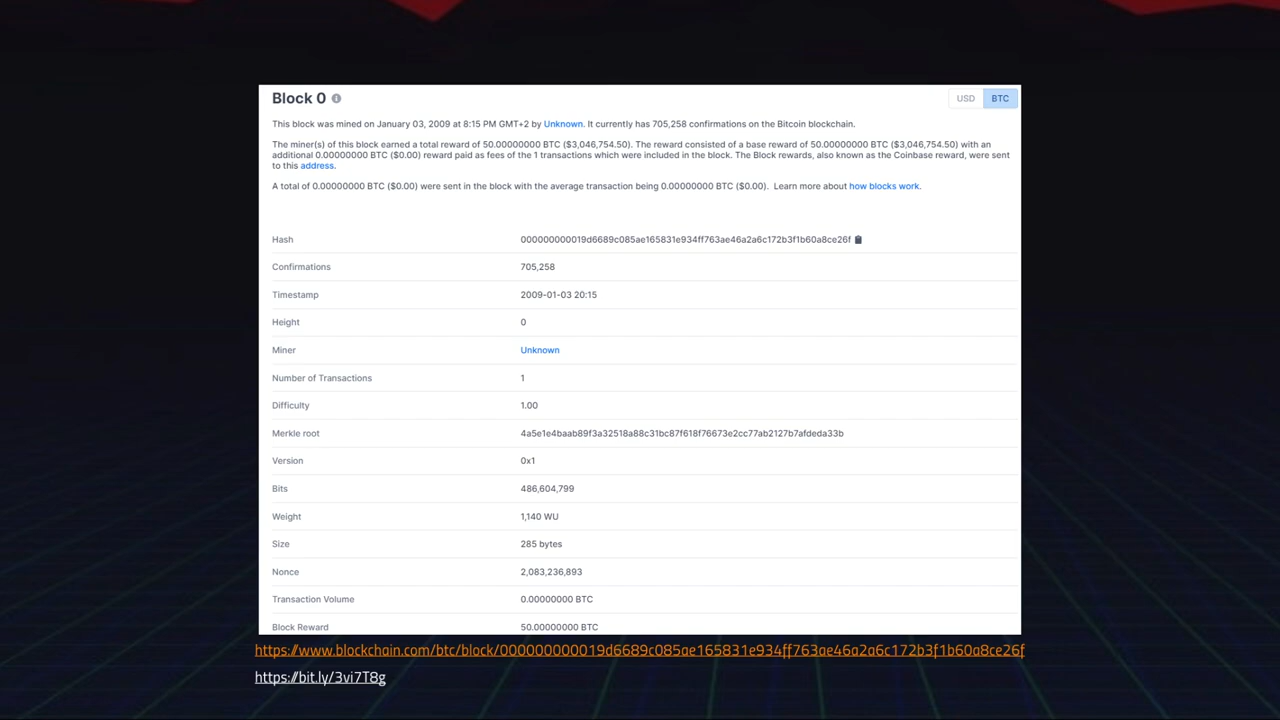 Block 0
USD BTC
This block was mined on January 03, 2009 at 8:15 PM GMT+2 by Unknown. It currently has 705,258 confirmations on the Bitcoin blockchain.
The miner(s) of this block earned a total reward of 50.00000000 BTC ($3,046,754.50). The reward consisted of a base reward of 50.00000000 BTC ($3,046,754.50) with an
additional 0.00000000 BTC ($0.00) reward paid as fees of the 1 transactions which were included in the block. The Block rewards, also known as the Coinbase reward, were sent
to this address.
A total of 0.00000000 BTC ($0.00) were sent in the block with the average transaction being 0.00000000 BTC ($0.00). Learn more about how blocks work.
Hash 000000000019d6689c085ae165831e934ff763ae46a2a6c172b3f1b60a8ce26f
Confirmations 705,258
Timestamp 2009-01-03 20:15
Height 0
Miner Unknown
Number of Transactions 1
Difficulty 1.00
Merkle root 4a5e1e4baab89f3a32518a88c31bc87f618f76673e2cc77ab2127b7afdeda33b
Version 0x1
Bits 486,604,799
Weight 1,140 WU
Size 285 bytes
Nonce 2,083,236,893
Transaction Volume 0.00000000 BTC
Block Reward 50.00000000 BTC
https://www.blockchain.com/btc/block/000000000019d6689c085ae165831e934ff763ae46a2a6c172b3f1b60a8ce26f
https://bit.ly/3vi7T8g